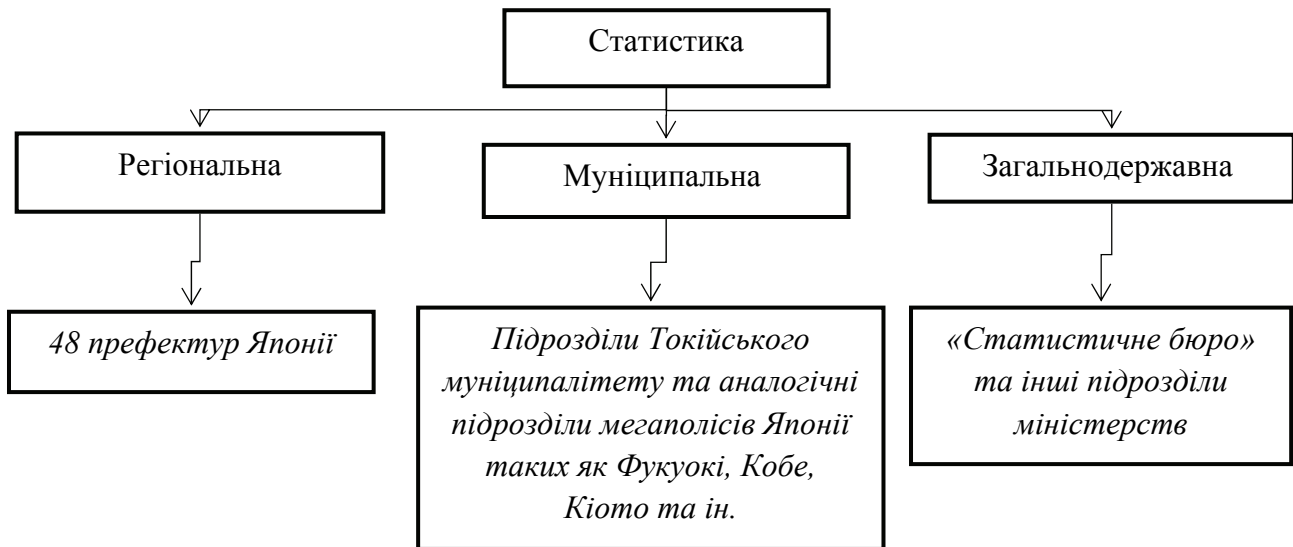 Статистика
Регіональна
Муніципальна
Загальнодержавна
48 префектур Японії
Підрозділи Токійського
муніципалітету та аналогічні
підрозділи мегаполісів Японії
таких як Фукуокі, Кобе,
Кіото та ін.
«Статистичне бюро»
та інші підрозділи
міністерств